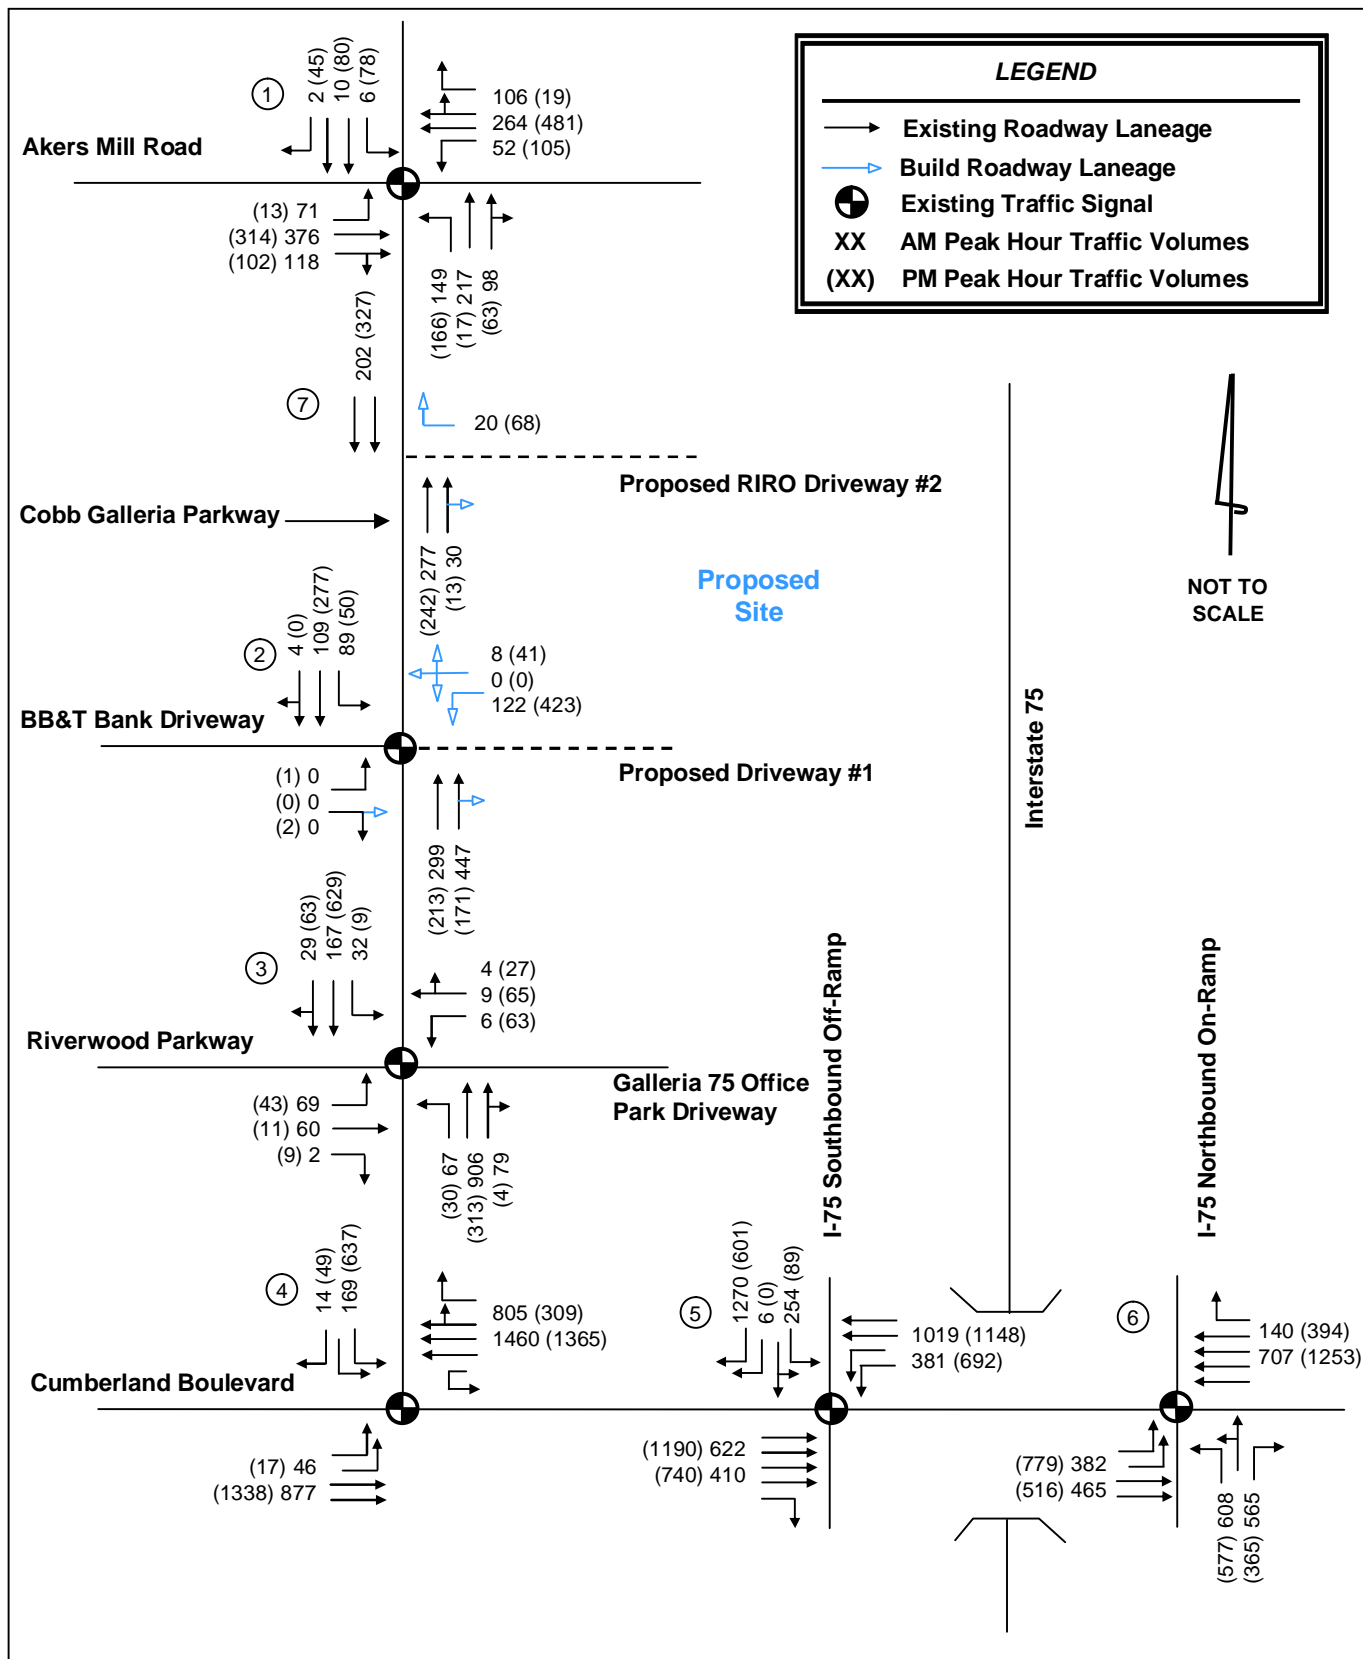 LEGEND
Existing Roadway Laneage
Build Roadway Laneage
Existing Traffic Signal
XX AM Peak Hour Traffic Volumes
(XX) PM Peak Hour Traffic Volumes
1
2 (45)
10 (80)
6 (78)
106 (19)
264 (481)
52 (105)
Akers Mill Road
(13) 71
(314) 376
(102) 118
(166) 149
(17) 217
(63) 98
7
202 (327)
20 (68)
Proposed RIRO Driveway #2
Cobb Galleria Parkway
(242) 277
(13) 30
Proposed
Site
NOT TO
SCALE
2
4 (0)
109 (277)
89 (50)
8 (41)
0 (0)
122 (423)
BB&T Bank Driveway
Proposed Driveway #1
(1) 0
(0) 0
(2) 0
(213) 299
(171) 447
Interstate 75
3
29 (63)
167 (629)
32 (9)
4 (27)
9 (65)
6 (63)
Riverwood Parkway
Galleria 75 Office
Park Driveway
(43) 69
(11) 60
(9) 2
(30) 67
(313) 906
(4) 79
I-75 Southbound Off-Ramp
I-75 Northbound On-Ramp
4
14 (49)
169 (637)
805 (309)
1460 (1365)
Cumberland Boulevard
(17) 46
(1338) 877
5
1270 (601)
6 (0)
254 (89)
1019 (1148)
381 (692)
(1190) 622
(740) 410
6
140 (394)
707 (1253)
(779) 382
(516) 465
(577) 608
(365) 565